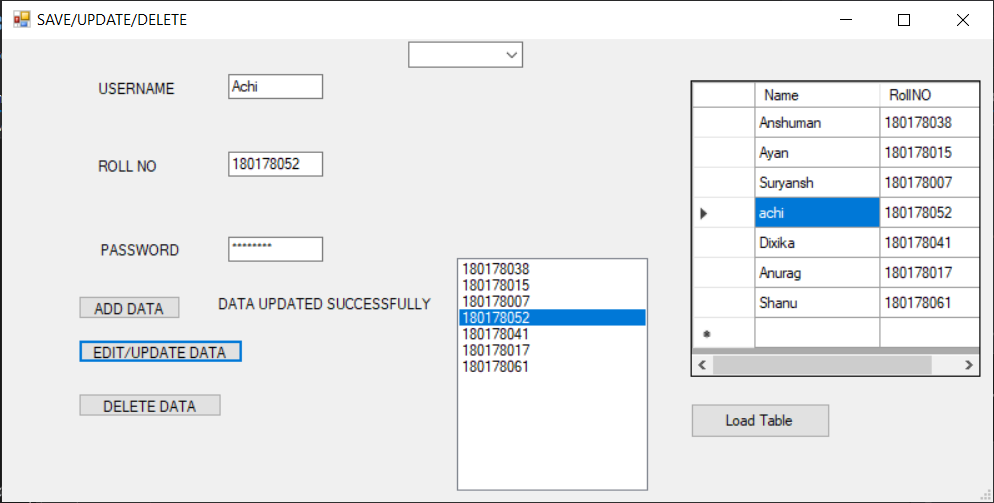 SAVE/UPDATE/DELETE
USERNAME
Achi
ROLL NO
180178052
PASSWORD
********
ADD DATA
DATA UPDATED SUCCESSFULLY
EDIT/UPDATE DATA
DELETE DATA
180178038
180178015
180178007
180178052
180178041
180178017
180178061
Name RollNO
Anshuman 180178038
Ayan 180178015
Suryansh 180178007
achi 180178052
Dixika 180178041
Anurag 180178017
Shanu 180178061
Load Table